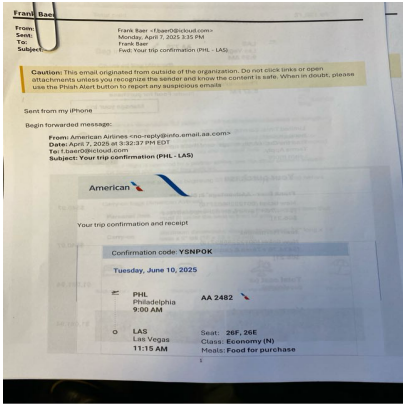 Frank Baer
From: Frank Baer <f.baer0@icloud.com>
Sent: Monday, April 7, 2025 3:35 PM
To: Frank Baer
Subject: Fwd: Your trip confirmation (PHL - LAS)
Caution: This email originated from outside of the organization. Do not click links or open
attachments unless you recognize the sender and know the content is safe. When in doubt, please
use the Phish Alert button to report any suspicious emails
Sent from my iPhone
Begin forwarded message:
From: American Airlines <no-reply@info.email.aa.com>
Date: April 7, 2025 at 3:32:37 PM EDT
To: f.baer0@icloud.com
Subject: Your trip confirmation (PHL - LAS)
American
Your trip confirmation and receipt
Confirmation code: YSNPOK
Tuesday, June 10, 2025
PHL AA 2482
Philadelphia
9:00 AM
LAS Seat: 26F, 26E
Las Vegas Class: Economy (N)
11:15 AM Meals: Food for purchase
1